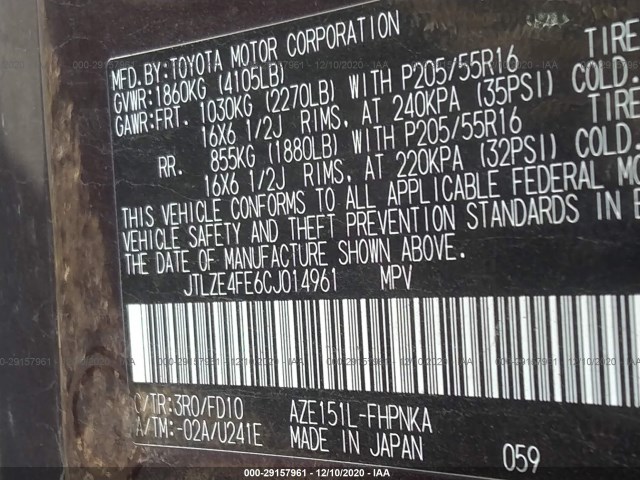 MFD.BY:TOYOTA MOTOR CORPORATION
GVWR:1860KG (4105LB)
GAWR:FRT. 1030KG (2270LB) WITH P205/55R16 TIRE
16X6 1/2J RIMS, AT 240KPA (35PSI) COLD.
RR. 855KG (1880LB) WITH P205/55R16 TIRE
16X6 1/2J RIMS, AT 220KPA (32PSI) COLD.
THIS VEHICLE CONFORMS TO ALL APPLICABLE FEDERAL MO
VEHICLE SAFETY AND THEFT PREVENTION STANDARDS IN
THE DATE OF MANUFACTURE SHOWN ABOVE.
JTLZE4FE6CJ014961 MPV
C/TR:3R0/FD10 AZE151L-FHPNKA
A/TM:-02A/U241E MADE IN JAPAN 059
000-29157961 - 12/10/2020 - IAA